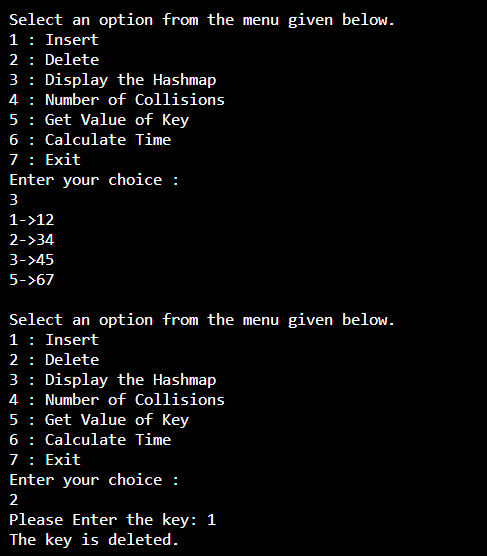 Select an option from the menu given below.
1 : Insert
2 : Delete
3 : Display the Hashmap
4 : Number of Collisions
5 : Get Value of Key
6 : Calculate Time
7 : Exit
Enter your choice :
3
1->12
2->34
3->45
5->67

Select an option from the menu given below.
1 : Insert
2 : Delete
3 : Display the Hashmap
4 : Number of Collisions
5 : Get Value of Key
6 : Calculate Time
7 : Exit
Enter your choice :
2
Please Enter the key: 1
The key is deleted.